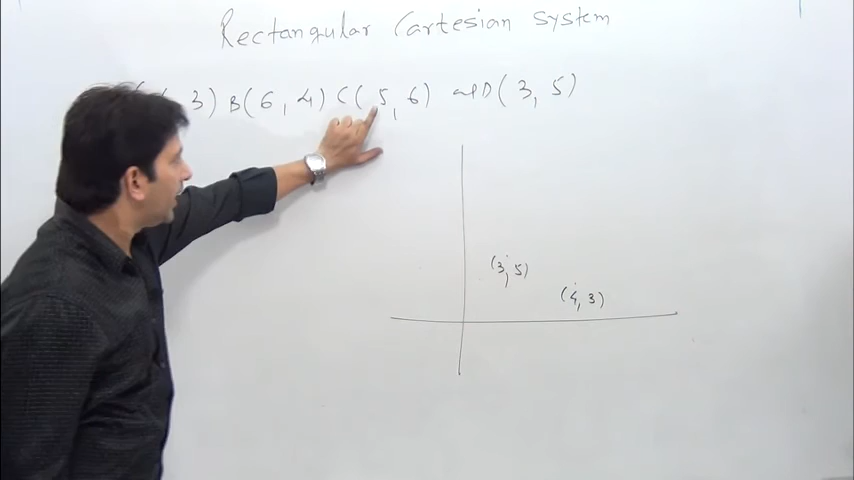 Rectangular Cartesian system
3) B(6, 4) C(5, 6) and D(3, 5)
(3, 5)
(4, 3)